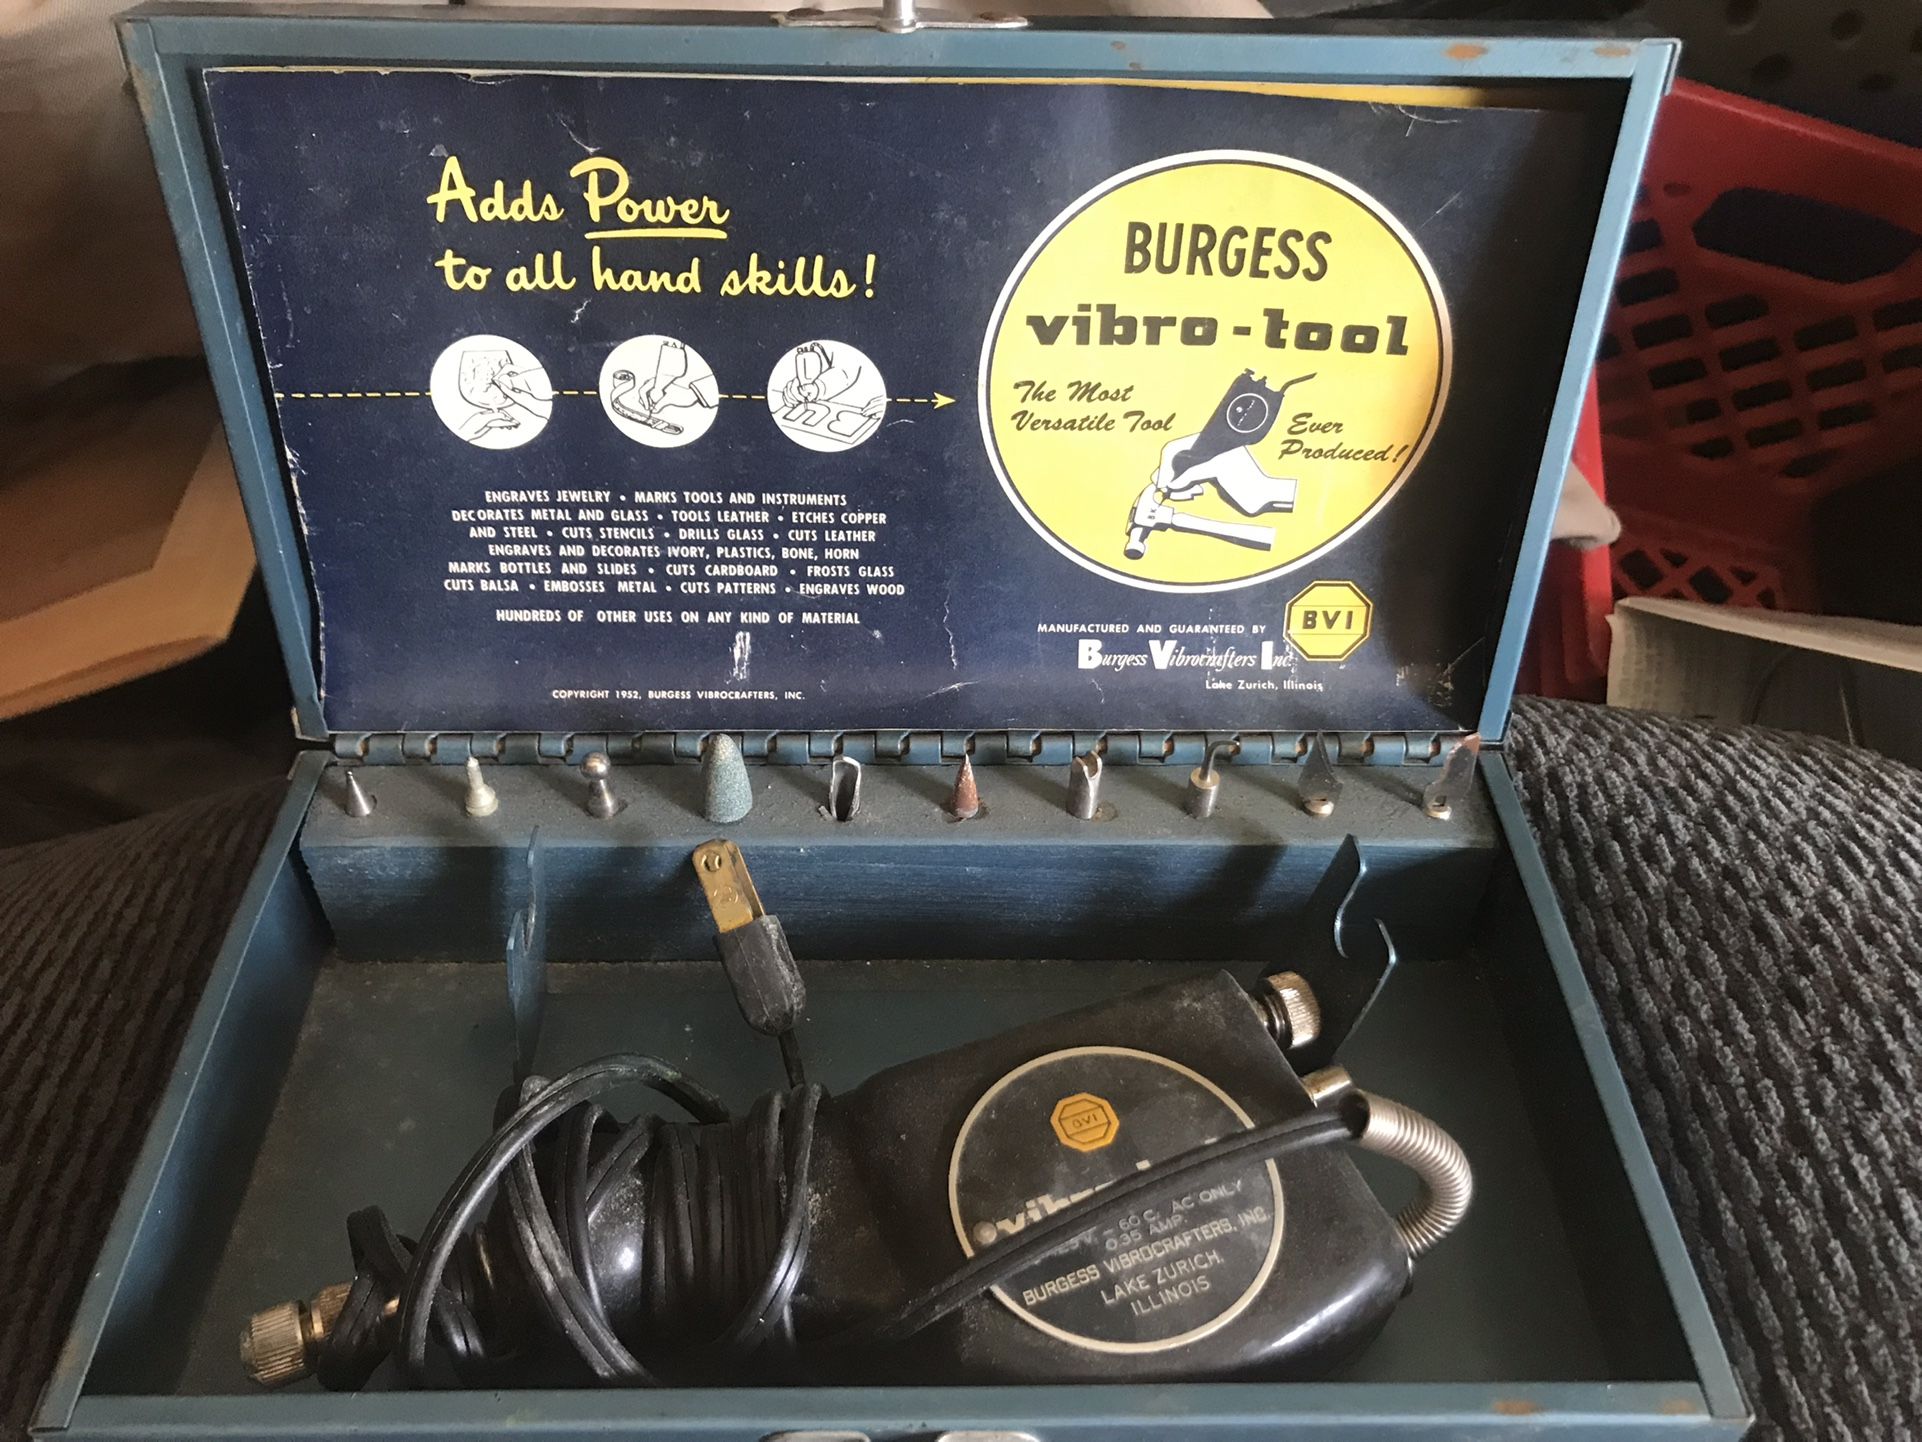 Adds Power
to all hand skills!
ENGRAVES JEWELRY • MARKS TOOLS AND INSTRUMENTS
DECORATES METAL AND GLASS • TOOLS LEATHER • ETCHES COPPER
AND STEEL • CUTS STENCILS • DRILLS GLASS • CUTS LEATHER
ENGRAVES AND DECORATES IVORY, PLASTICS, BONE, HORN
MARKS BOTTLES AND SLIDES • CUTS CARDBOARD • FROSTS GLASS
CUTS BALSA • EMBOSSES METAL • CUTS PATTERNS • ENGRAVES WOOD
HUNDREDS OF OTHER USES ON ANY KIND OF MATERIAL
COPYRIGHT 1952, BURGESS VIBROCRAFTERS, INC.
BURGESS
vibro-tool
The Most
Versatile Tool
Ever
Produced!
MANUFACTURED AND GUARANTEED BY
Burgess Vibrocrafters Inc.
BVI
Lake Zurich, Illinois
BVI
60 C. AC ONLY
0.35 AMP.
BURGESS VIBROCRAFTERS, INC.
LAKE ZURICH,
ILLINOIS